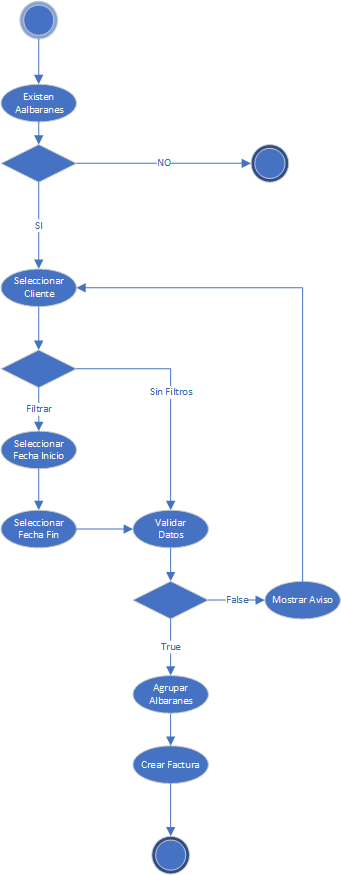 Existen
Aalbaranes
NO
SI
Seleccionar
Cliente
Sin Filtros
Filtrar
Seleccionar
Fecha Inicio
Seleccionar
Fecha Fin
Validar
Datos
False
Mostrar Aviso
True
Agrupar
Albaranes
Crear Factura